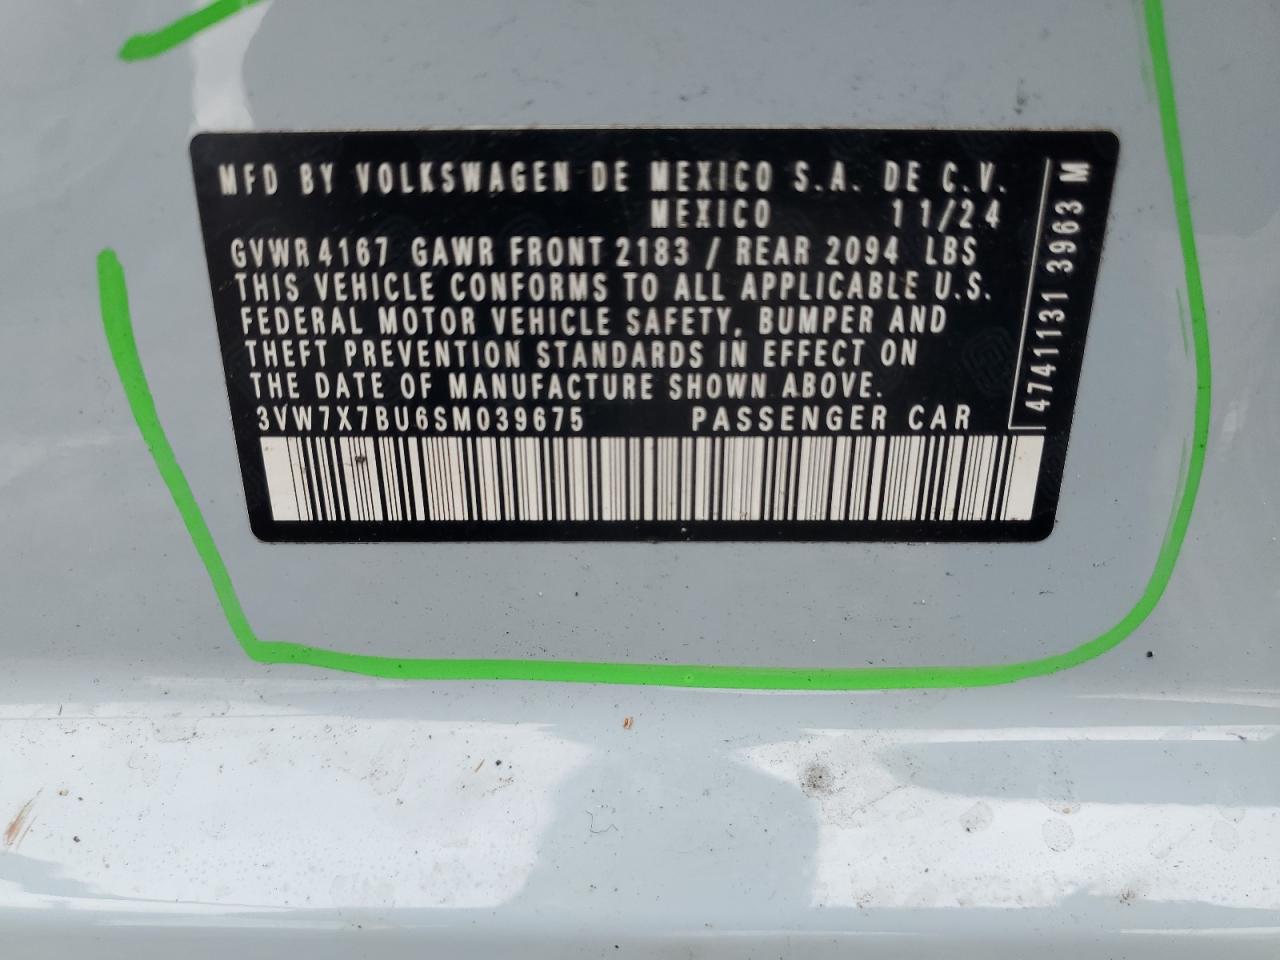 MFD BY VOLKSWAGEN DE MEXICO S.A. DE C.V.
MEXICO 11/24
GVWR 4167 GAWR FRONT 2183 / REAR 2094 LBS
THIS VEHICLE CONFORMS TO ALL APPLICABLE U.S.
FEDERAL MOTOR VEHICLE SAFETY, BUMPER AND
THEFT PREVENTION STANDARDS IN EFFECT ON
THE DATE OF MANUFACTURE SHOWN ABOVE.
3VW7X7BU6SM039675 PASSENGER CAR
4741131 3963 M